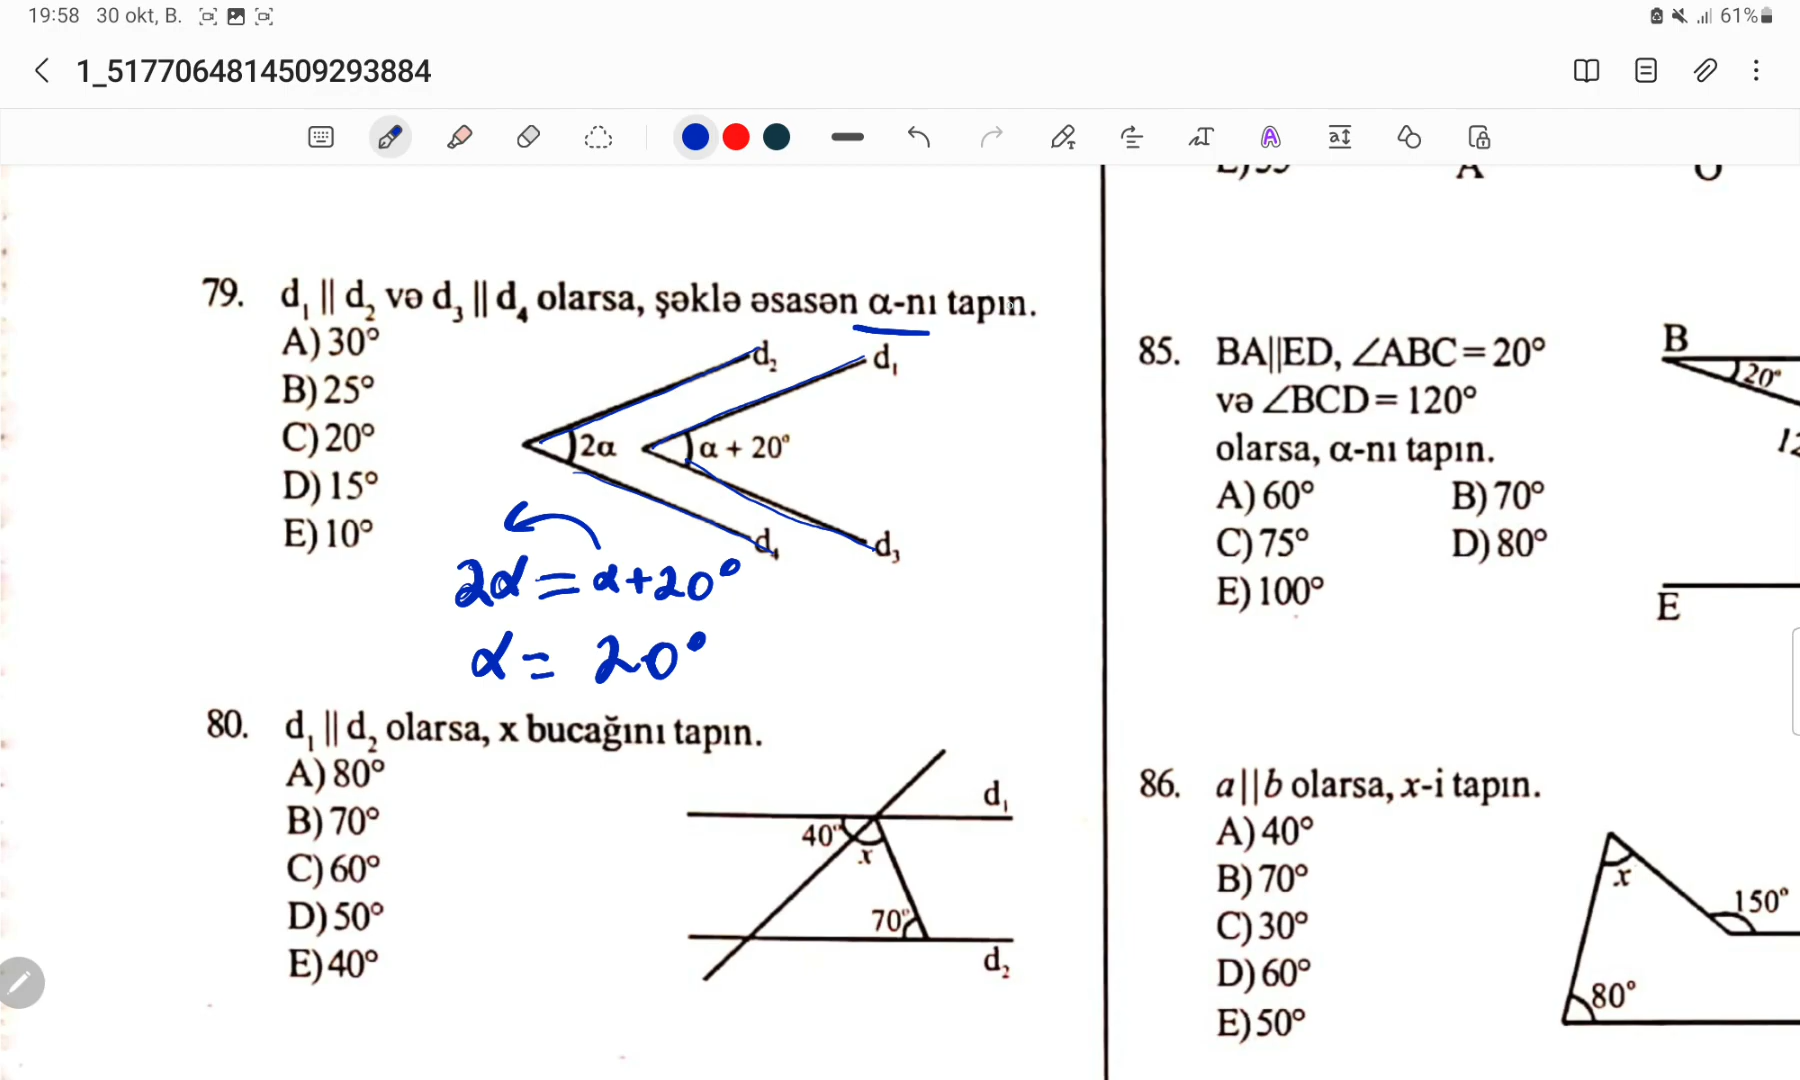 19:58 30 okt, B.
61%
1_5177064814509293884
79. d₁ || d₂ və d₃ || d₄ olarsa, şəklə əsasən α-nı tapın.
A) 30°
B) 25°
C) 20°
D) 15°
E) 10°
d₂
d₁
2α
α + 20°
d₄
d₃
2α = α+20°
α = 20°
80. d₁ || d₂ olarsa, x bucağını tapın.
A) 80°
B) 70°
C) 60°
D) 50°
E) 40°
d₁
40°
x
70°
d₂
A
85. BA||ED, ∠ABC = 20°
və ∠BCD = 120°
olarsa, α-nı tapın.
A) 60° B) 70°
C) 75° D) 80°
E) 100°
B
20°
12
E
86. a||b olarsa, x-i tapın.
A) 40°
B) 70°
C) 30°
D) 60°
E) 50°
x
150°
80°